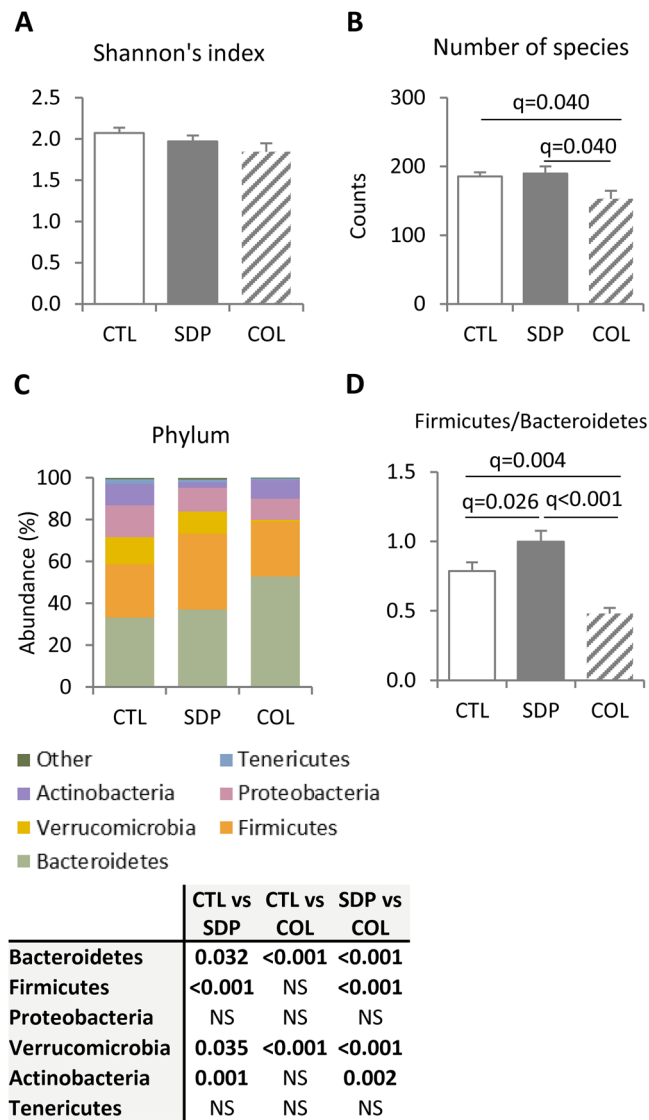 A
Shannon's index
2.5
2.0
1.5
1.0
0.5
0.0
CTL SDP COL
B
Number of species
Counts
300
200
100
0
q=0.040
q=0.040
CTL SDP COL
C
Phylum
Abundance (%)
100
80
60
40
20
0
CTL SDP COL
D
Firmicutes/Bacteroidetes
1.5
1.0
0.5
0.0
q=0.004
q=0.026 q<0.001
CTL SDP COL
Other Tenericutes
Actinobacteria Proteobacteria
Verrucomicrobia Firmicutes
Bacteroidetes
CTL vs CTL vs SDP vs
SDP COL COL
Bacteroidetes 0.032 <0.001 <0.001
Firmicutes <0.001 NS <0.001
Proteobacteria NS NS NS
Verrucomicrobia 0.035 <0.001 <0.001
Actinobacteria 0.001 NS 0.002
Tenericutes NS NS NS